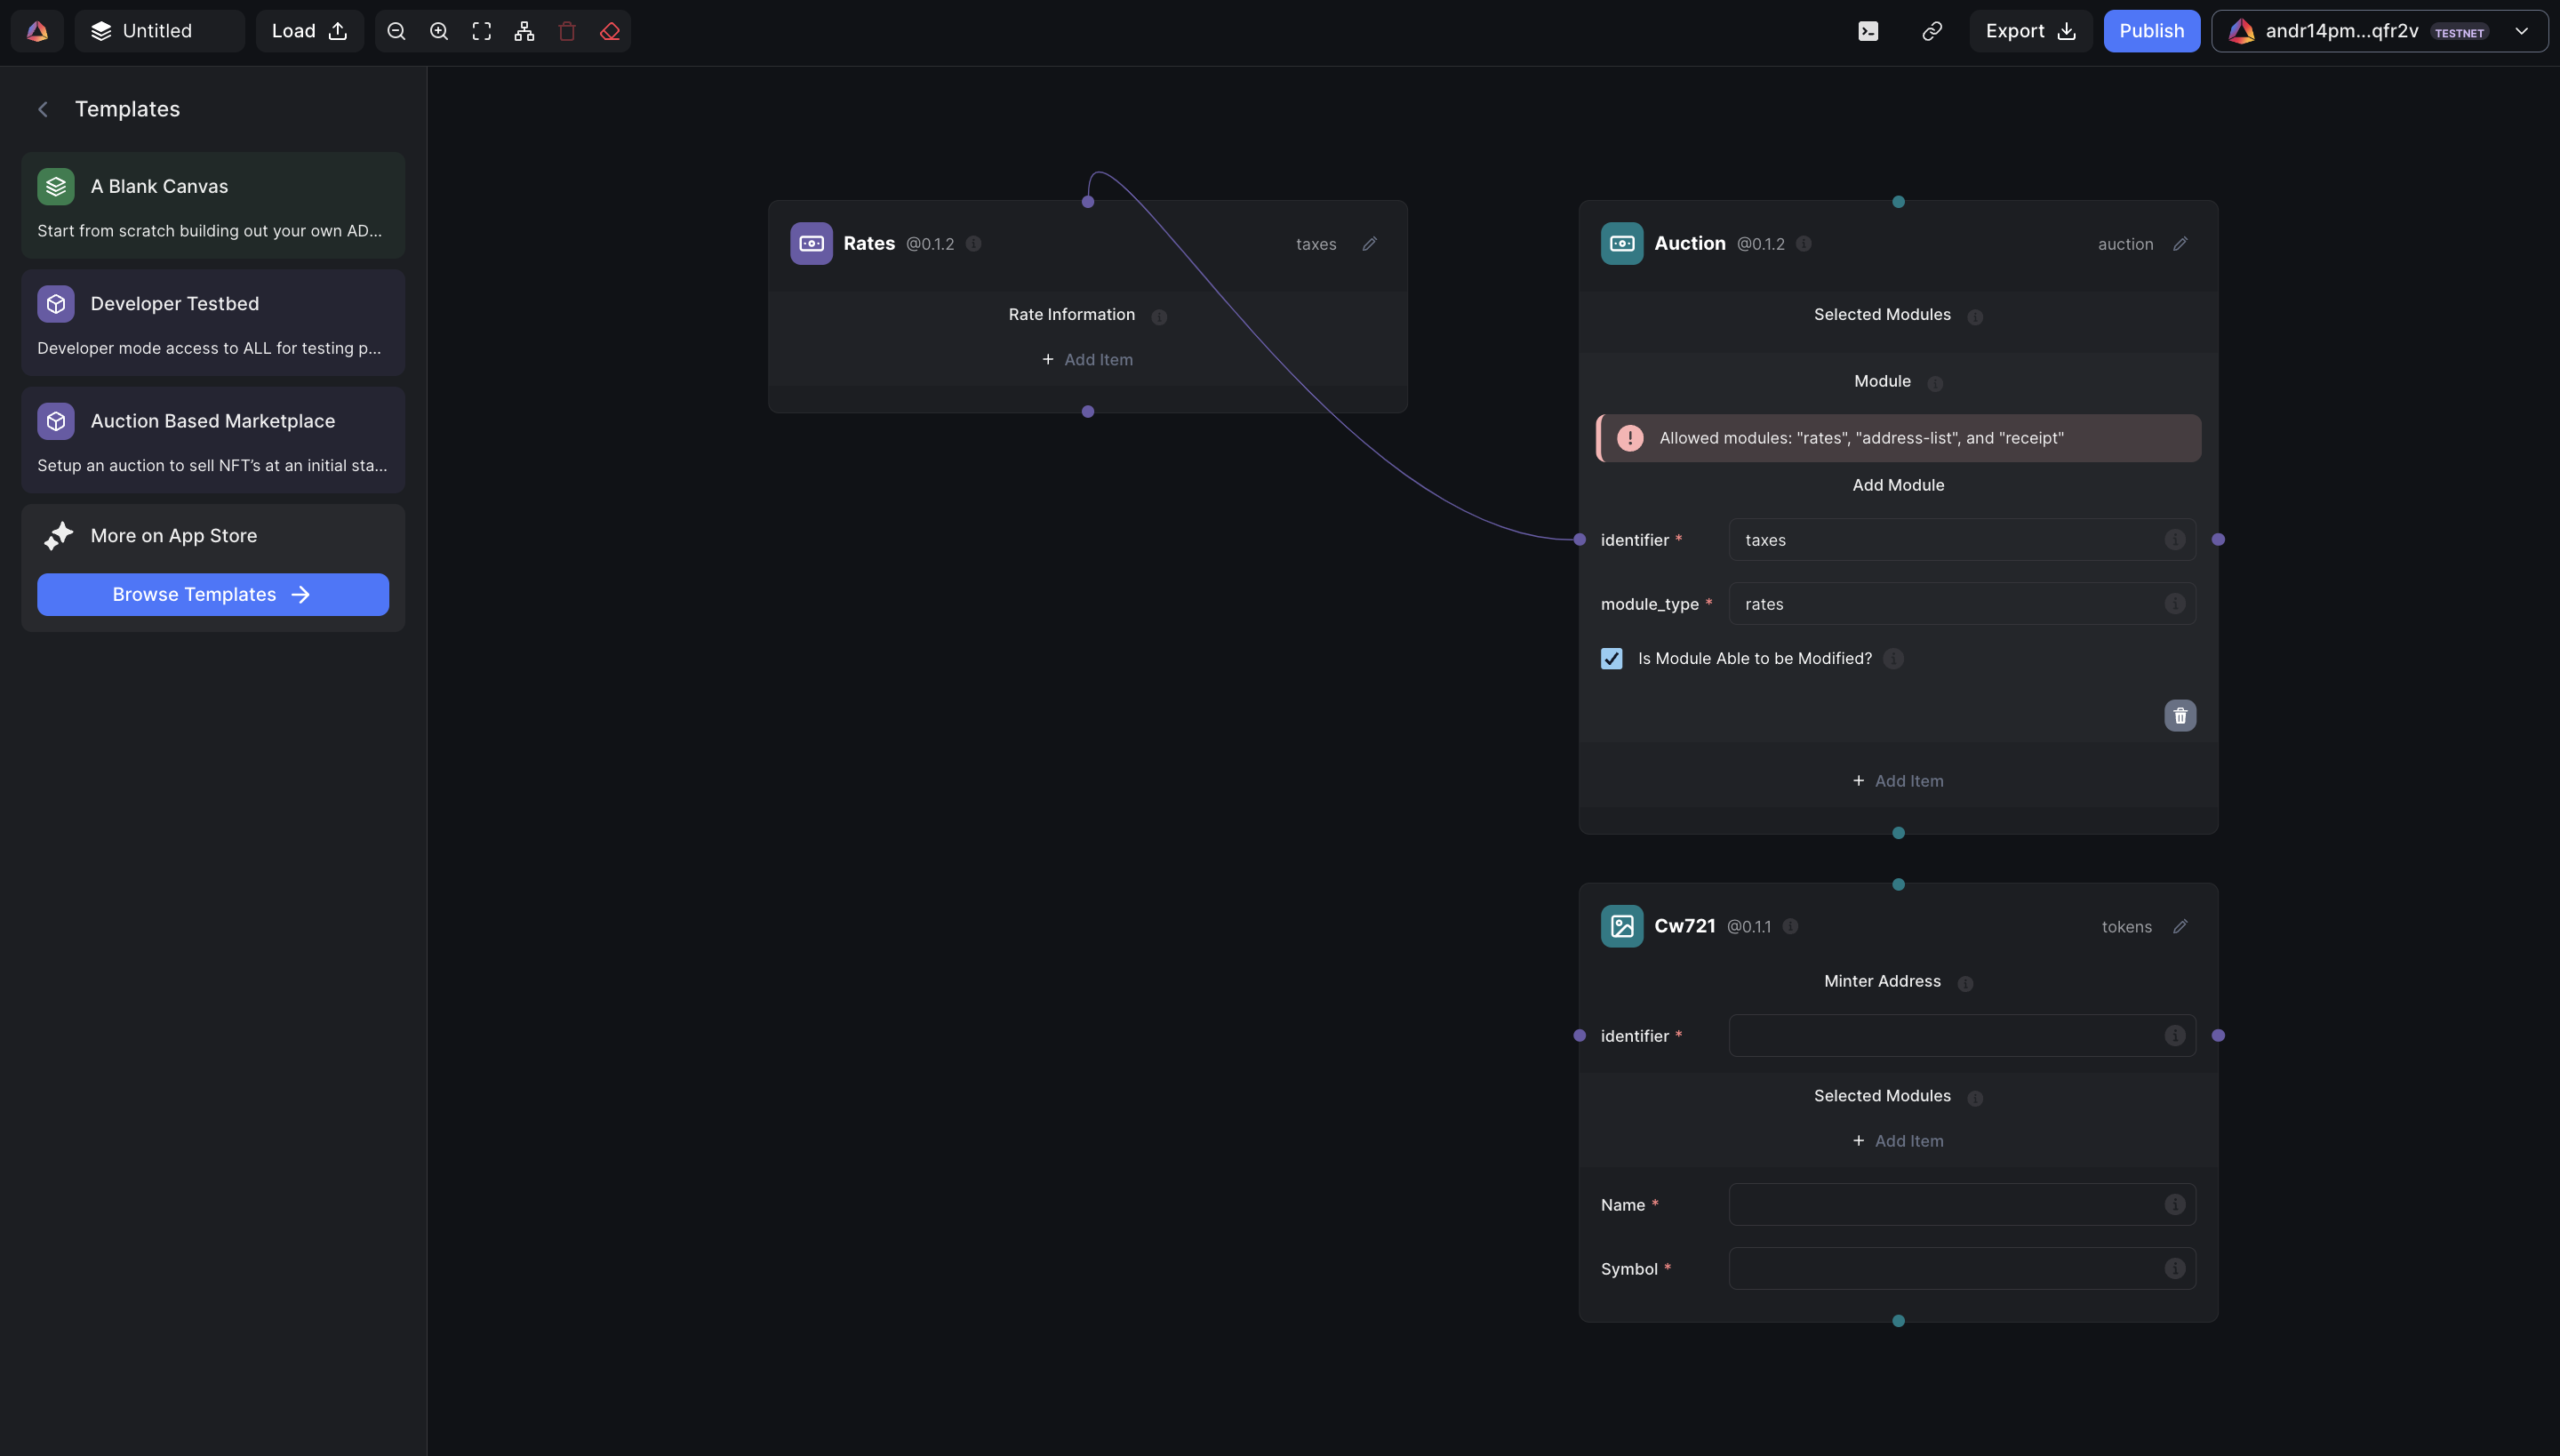 Untitled
Load
Export
Publish
andr14pm...qfr2v TESTNET
Templates
A Blank Canvas
Start from scratch building out your own AD...
Developer Testbed
Developer mode access to ALL for testing p...
Auction Based Marketplace
Setup an auction to sell NFT’s at an initial sta...
More on App Store
Browse Templates
Rates @0.1.2 taxes
Rate Information
+ Add Item
Auction @0.1.2 auction
Selected Modules
Module
Allowed modules: "rates", "address-list", and "receipt"
Add Module
identifier * taxes
module_type * rates
Is Module Able to be Modified?
+ Add Item
Cw721 @0.1.1 tokens
Minter Address
identifier *
Selected Modules
+ Add Item
Name *
Symbol *